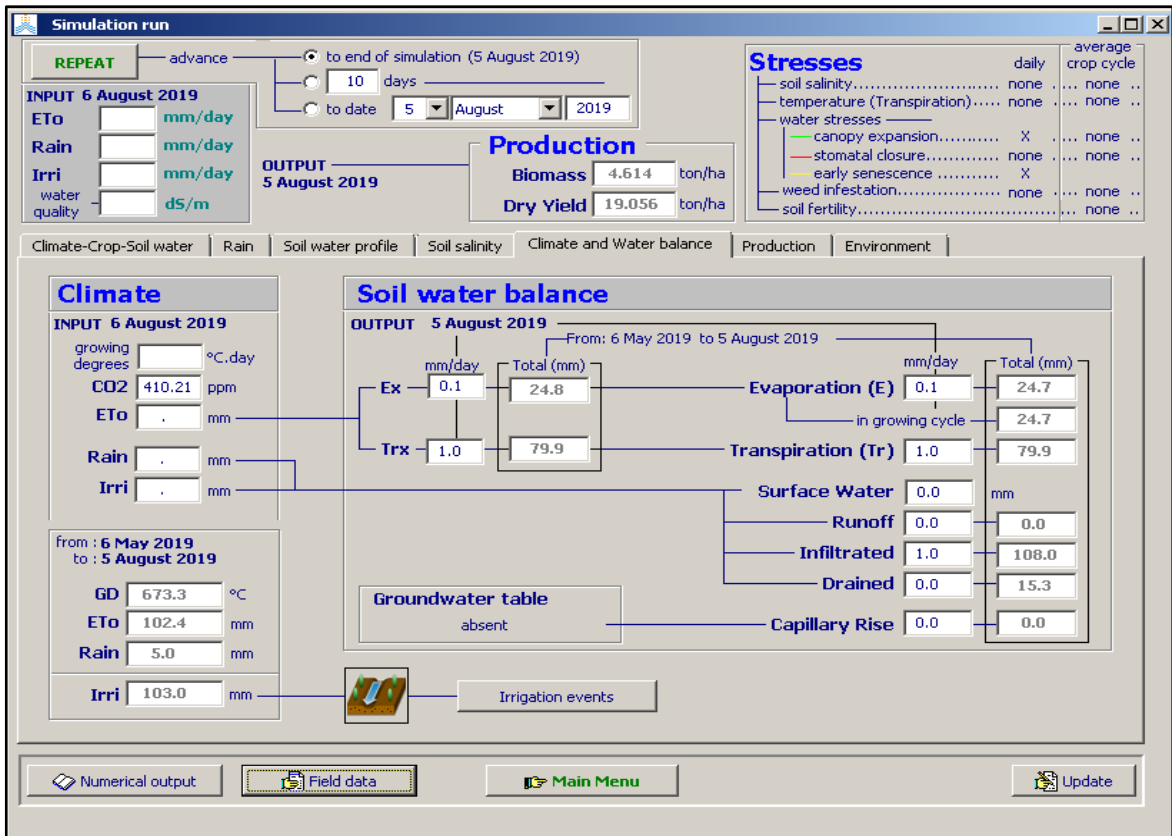 Simulation run
REPEAT
advance
to end of simulation (5 August 2019)
10 days
to date 5 August 2019
INPUT 6 August 2019
ETo mm/day
Rain mm/day
Irri mm/day
water quality dS/m
OUTPUT
5 August 2019
Production
Biomass 4.614 ton/ha
Dry Yield 19.056 ton/ha
Stresses daily average crop cycle
soil salinity none none
temperature (Transpiration) none none
water stresses
canopy expansion X none
stomatal closure none none
early senescence X
weed infestation none none
soil fertility none
Climate-Crop-Soil water Rain Soil water profile Soil salinity Climate and Water balance Production Environment
Climate
INPUT 6 August 2019
growing degrees °C.day
CO2 410.21 ppm
ETo . mm
Rain . mm
Irri . mm
from : 6 May 2019
to : 5 August 2019
GD 673.3 °C
ETo 102.4 mm
Rain 5.0 mm
Irri 103.0 mm
Soil water balance
OUTPUT 5 August 2019
From: 6 May 2019 to 5 August 2019
mm/day Total (mm) mm/day Total (mm)
Ex 0.1 24.8 Evaporation (E) 0.1 24.7
in growing cycle 24.7
Trx 1.0 79.9 Transpiration (Tr) 1.0 79.9
Surface Water 0.0 mm
Runoff 0.0 0.0
Infiltrated 1.0 108.0
Drained 0.0 15.3
Groundwater table
absent
Capillary Rise 0.0 0.0
Irrigation events
Numerical output Field data Main Menu Update